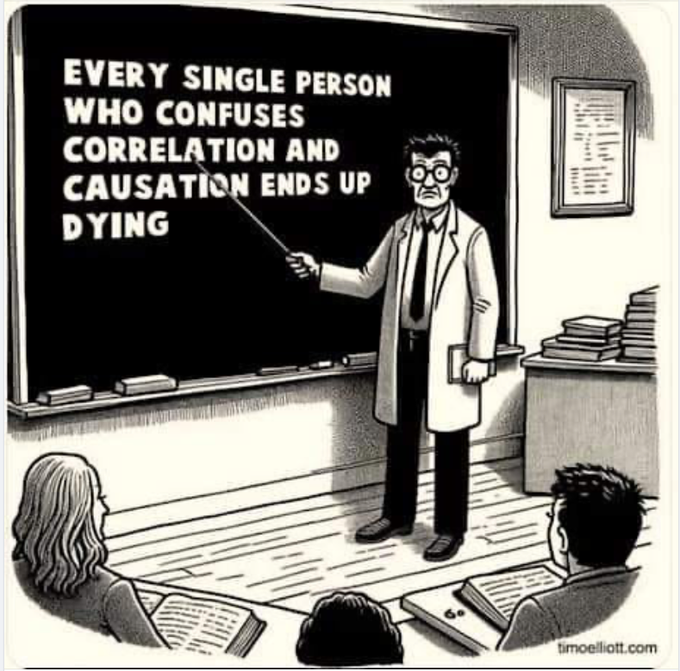 EVERY SINGLE PERSON
WHO CONFUSES
CORRELATION AND
CAUSATION ENDS UP
DYING
timoelliott.com